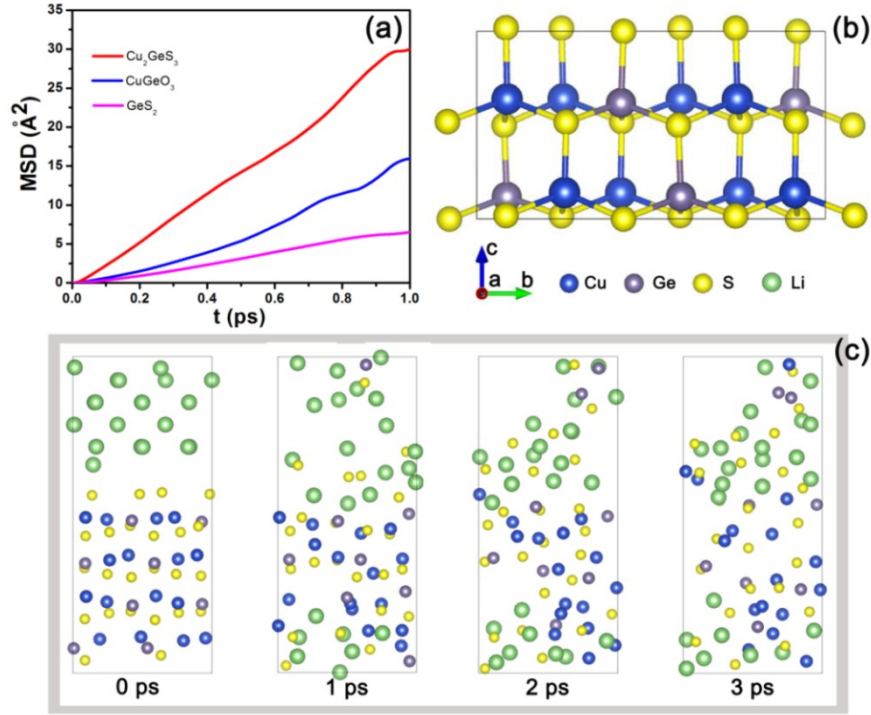 (a)
35
30
25
20
15
10
5
0
MSD (Å²)
Cu₂GeS₃
CuGeO₃
GeS₂
0.0 0.2 0.4 0.6 0.8 1.0
t (ps)
(b)
c
a b
Cu Ge S Li
(c)
0 ps 1 ps 2 ps 3 ps